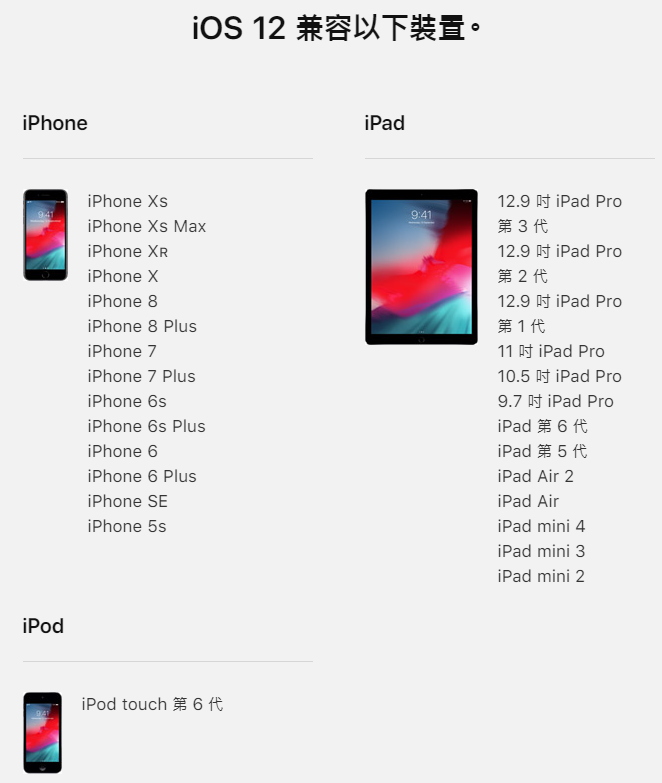 iOS 12 兼容以下裝置。
iPhone
iPhone Xs
iPhone Xs Max
iPhone XR
iPhone X
iPhone 8
iPhone 8 Plus
iPhone 7
iPhone 7 Plus
iPhone 6s
iPhone 6s Plus
iPhone 6
iPhone 6 Plus
iPhone SE
iPhone 5s
iPad
9:41
12.9 吋 iPad Pro
第 3 代
12.9 吋 iPad Pro
第 2 代
12.9 吋 iPad Pro
第 1 代
11 吋 iPad Pro
10.5 吋 iPad Pro
9.7 吋 iPad Pro
iPad 第 6 代
iPad 第 5 代
iPad Air 2
iPad Air
iPad mini 4
iPad mini 3
iPad mini 2
iPod
iPod touch 第 6 代